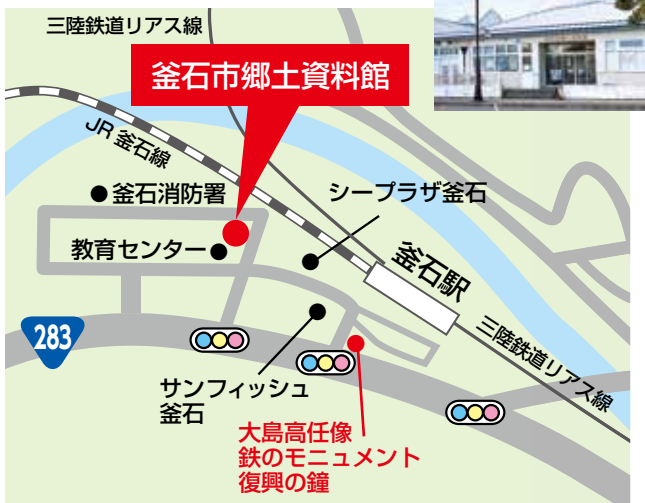 三陸鉄道リアス線
釜石市郷土資料館
JR 釜石線
釜石消防署
シープラザ釜石
教育センター
釜石駅
283
三陸鉄道リアス線
サンフィッシュ
釜石
大島高任像
鉄のモニュメント
復興の鐘